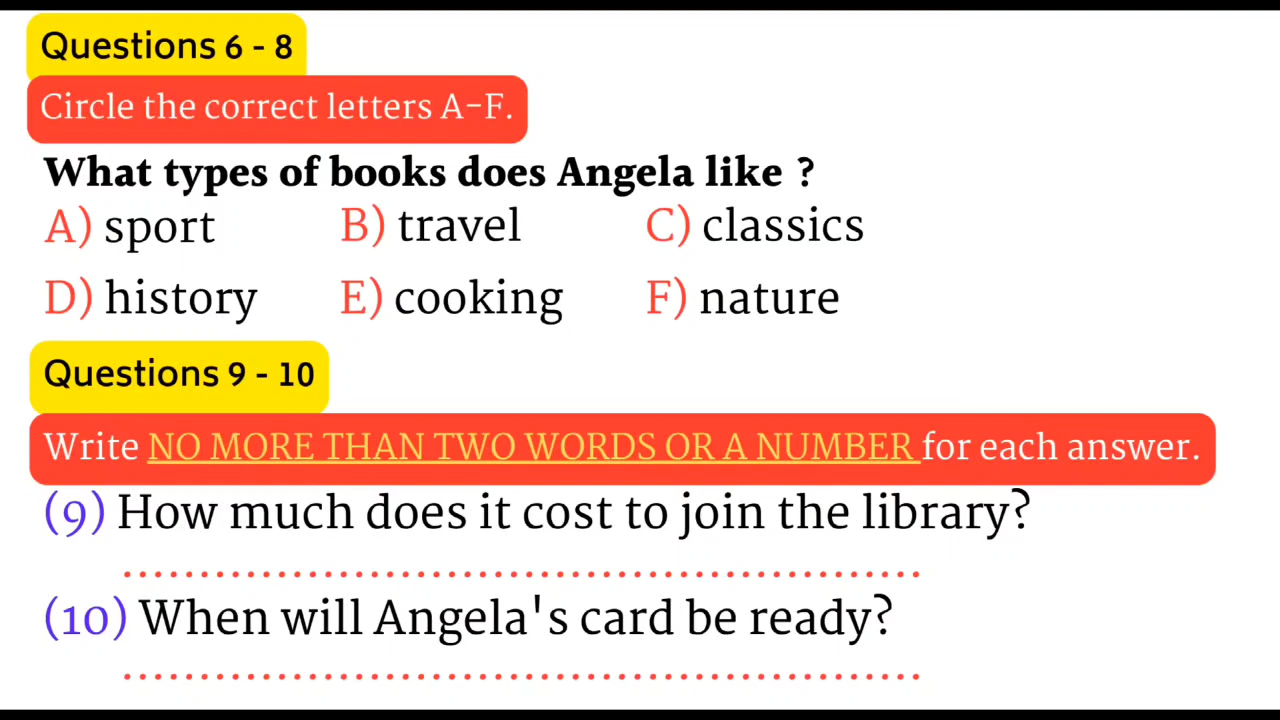 Questions 6 - 8
Circle the correct letters A-F.
What types of books does Angela like ?
A) sport B) travel C) classics
D) history E) cooking F) nature
Questions 9 - 10
Write NO MORE THAN TWO WORDS OR A NUMBER for each answer.
(9) How much does it cost to join the library?
..................................................
(10) When will Angela's card be ready?
..................................................